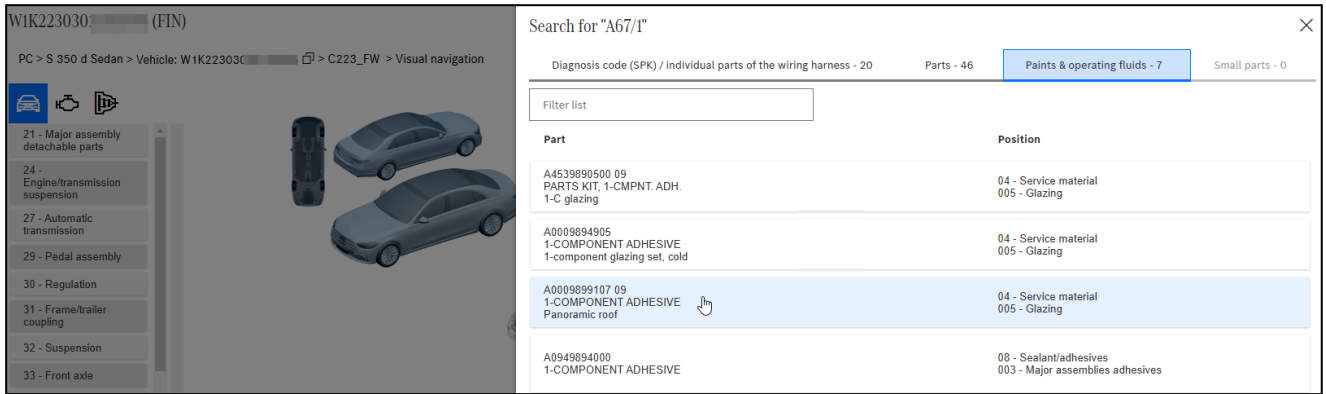 W1K223030 (FIN)
PC > S 350 d Sedan > Vehicle: W1K223030 > C223_FW > Visual navigation
21 - Major assembly
detachable parts
24 -
Engine/transmission
suspension
27 - Automatic
transmission
29 - Pedal assembly
30 - Regulation
31 - Frame/trailer
coupling
32 - Suspension
33 - Front axle
Search for "A67/1"
Diagnosis code (SPK) / individual parts of the wiring harness - 20
Parts - 46
Paints & operating fluids - 7
Small parts - 0
Filter list
Part
Position
A4539890500 09
PARTS KIT, 1-CMPNT. ADH.
1-C glazing
04 - Service material
005 - Glazing
A0009894905
1-COMPONENT ADHESIVE
1-component glazing set, cold
04 - Service material
005 - Glazing
A0009899107 09
1-COMPONENT ADHESIVE
Panoramic roof
04 - Service material
005 - Glazing
A0949894000
1-COMPONENT ADHESIVE
08 - Sealant/adhesives
003 - Major assemblies adhesives